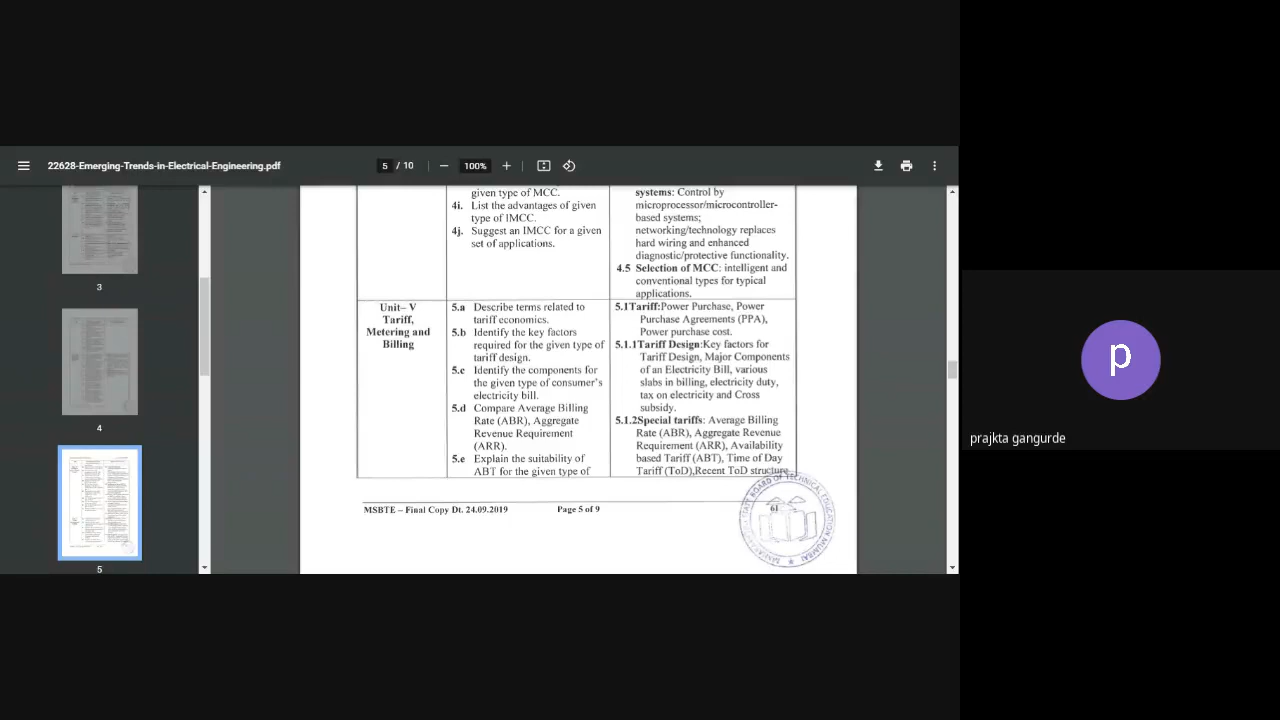 22628-Emerging-Trends-in-Electrical-Engineering.pdf
5 / 10
100%
given type of MCC.
4i. List the advantages of given
type of IMCC.
4j. Suggest an IMCC for a given
set of applications.
systems: Control by
microprocessor/microcontroller-
based systems;
networking/technology replaces
hard wiring and enhanced
diagnostic/protective functionality.
4.5 Selection of MCC: intelligent and
conventional types for typical
applications.
Unit– V
Tariff,
Metering and
Billing
5.a Describe terms related to
tariff economics.
5.b Identify the key factors
required for the given type of
tariff design.
5.c Identify the components for
the given type of consumer's
electricity bill.
5.d Compare Average Billing
Rate (ABR), Aggregate
Revenue Requirement
(ARR).
5.e Explain the suitability of
ABT for the given type of
5.1Tariff:Power Purchase, Power
Purchase Agreements (PPA),
Power purchase cost.
5.1.1Tariff Design:Key factors for
Tariff Design, Major Components
of an Electricity Bill, various
slabs in billing, electricity duty,
tax on electricity and Cross
subsidy.
5.1.2Special tariffs: Average Billing
Rate (ABR), Aggregate Revenue
Requirement (ARR), Availability
based Tariff (ABT), Time of Day
Tariff (ToD),Recent ToD structure
MSBTE – Final Copy Dt. 24.09.2019
Page 5 of 9
61
3
4
5
p
prajkta gangurde